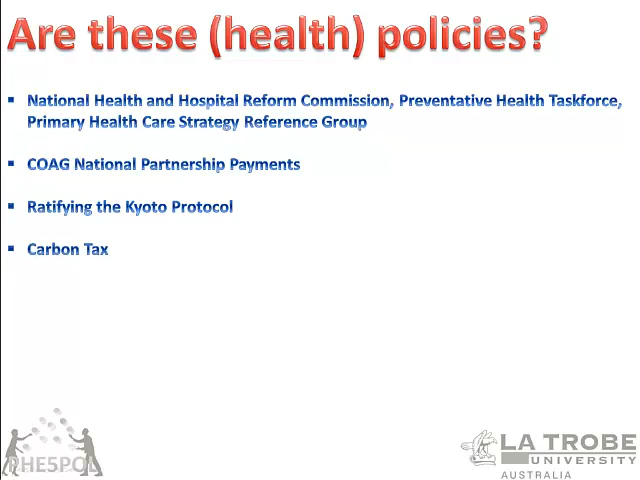 Are these (health) policies?
National Health and Hospital Reform Commission, Preventative Health Taskforce,
Primary Health Care Strategy Reference Group
COAG National Partnership Payments
Ratifying the Kyoto Protocol
Carbon Tax
PHE5POL
LA TROBE
UNIVERSITY
AUSTRALIA